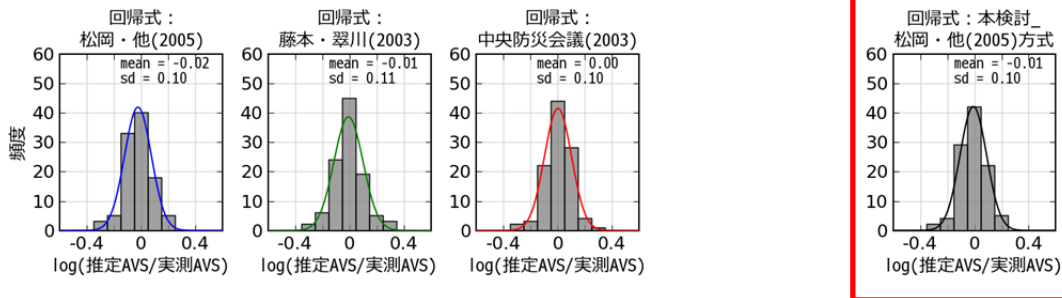 回帰式：
松岡・他(2005)
mean = -0.02
sd = 0.10
60
50
40
30
20
10
0
頻度
-0.4 0 0.4
log(推定AVS/実測AVS)
回帰式：
藤本・翠川(2003)
mean = -0.01
sd = 0.11
60
50
40
30
20
10
0
-0.4 0 0.4
log(推定AVS/実測AVS)
回帰式：
中央防災会議(2003)
mean = 0.00
sd = 0.10
60
50
40
30
20
10
0
-0.4 0 0.4
log(推定AVS/実測AVS)
回帰式：本検討_
松岡・他(2005)方式
mean = -0.01
sd = 0.10
60
50
40
30
20
10
0
-0.4 0 0.4
log(推定AVS/実測AVS)